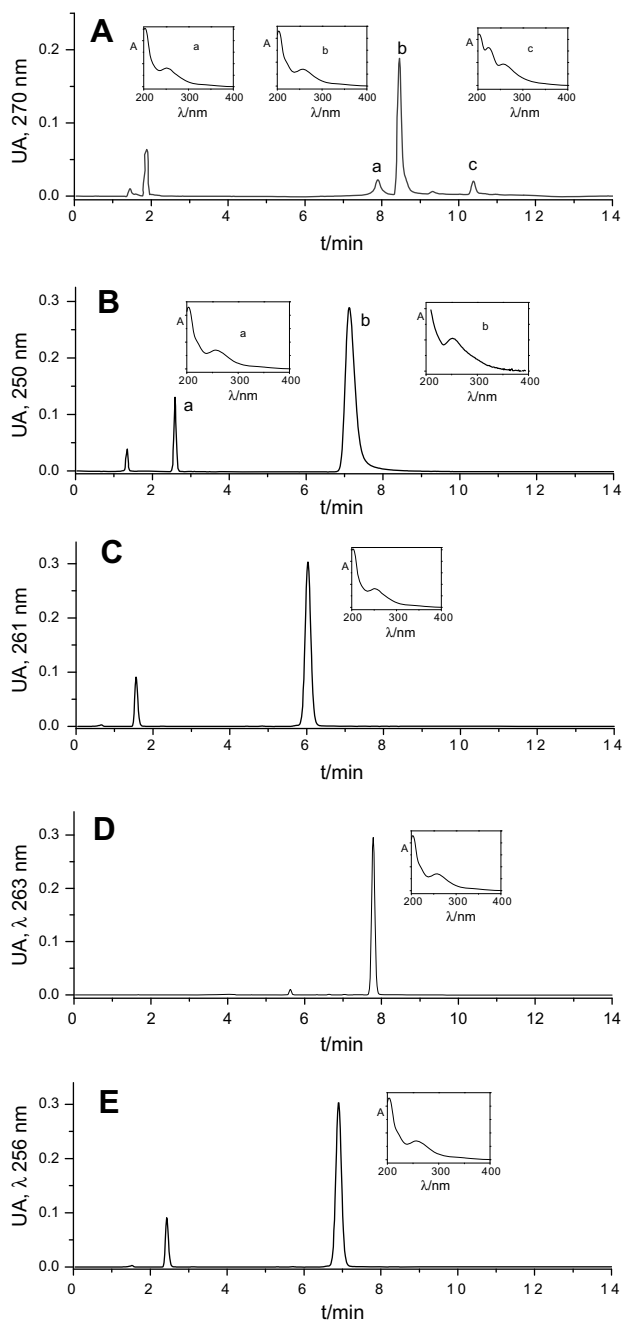 A
UA, 270 nm
0.2
0.1
0.0
A
a
200 300 400
λ/nm
A
b
200 300 400
λ/nm
A
c
200 300 400
λ/nm
a
b
c
0 2 4 6 8 10 12 14
t/min
B
UA, 250 nm
0.3
0.2
0.1
0.0
A
a
200 300 400
λ/nm
a
b
A
b
200 300 400
λ/nm
0 2 4 6 8 10 12 14
t/min
C
UA, 261 nm
0.3
0.2
0.1
0.0
A
200 300 400
λ/nm
0 2 4 6 8 10 12 14
t/min
D
UA, λ 263 nm
0.3
0.2
0.1
0.0
A
200 300 400
λ/nm
0 2 4 6 8 10 12 14
t/min
E
UA, λ 256 nm
0.3
0.2
0.1
0.0
A
200 300 400
λ/nm
0 2 4 6 8 10 12 14
t/min